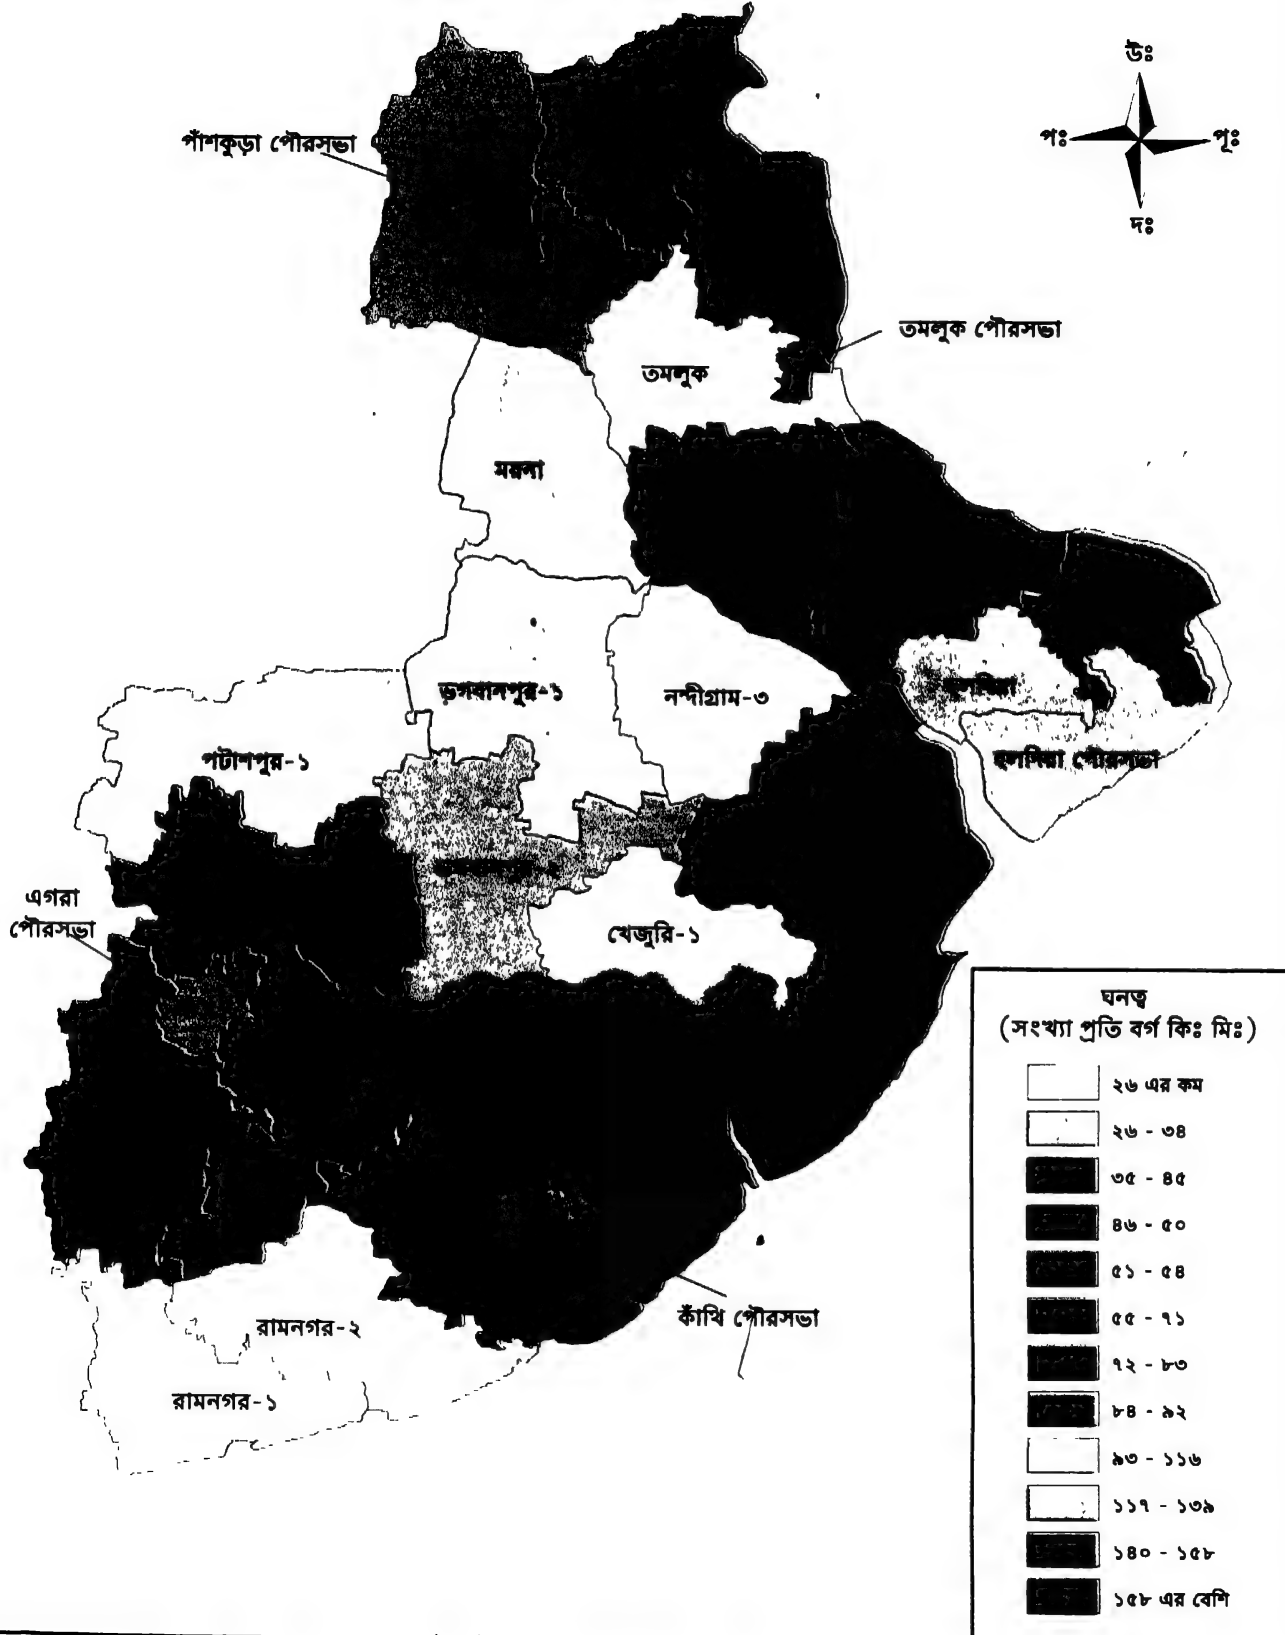 উঃ
পঃ
পূঃ
দঃ
পাঁশকুড়া পৌরসভা
তমলুক পৌরসভা
তমলুক
ময়না
ভগবানপুর-১
নন্দীগ্রাম-৩
হলদিয়া
হলদিয়া পৌরসভা
পটাশপুর-১
এগরা
পৌরসভা
খেজুরি-১
রামনগর-২
কাঁথি পৌরসভা
রামনগর-১
ঘনত্ব
(সংখ্যা প্রতি বর্গ কিঃ মিঃ)
২৬ এর কম
২৬ - ৩৪
৩৫ - ৪৫
৪৬ - ৫০
৫১ - ৫৪
৫৫ - ৭১
৭২ - ৮৩
৮৪ - ৯২
৯৩ - ১১৬
১১৭ - ১৩৯
১৪০ - ১৫৮
১৫৮ এর বেশি